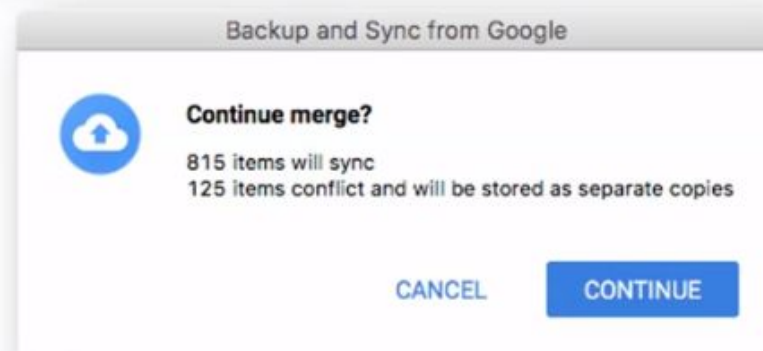 Backup and Sync from Google
Continue merge?
815 items will sync
125 items conflict and will be stored as separate copies
CANCEL
CONTINUE